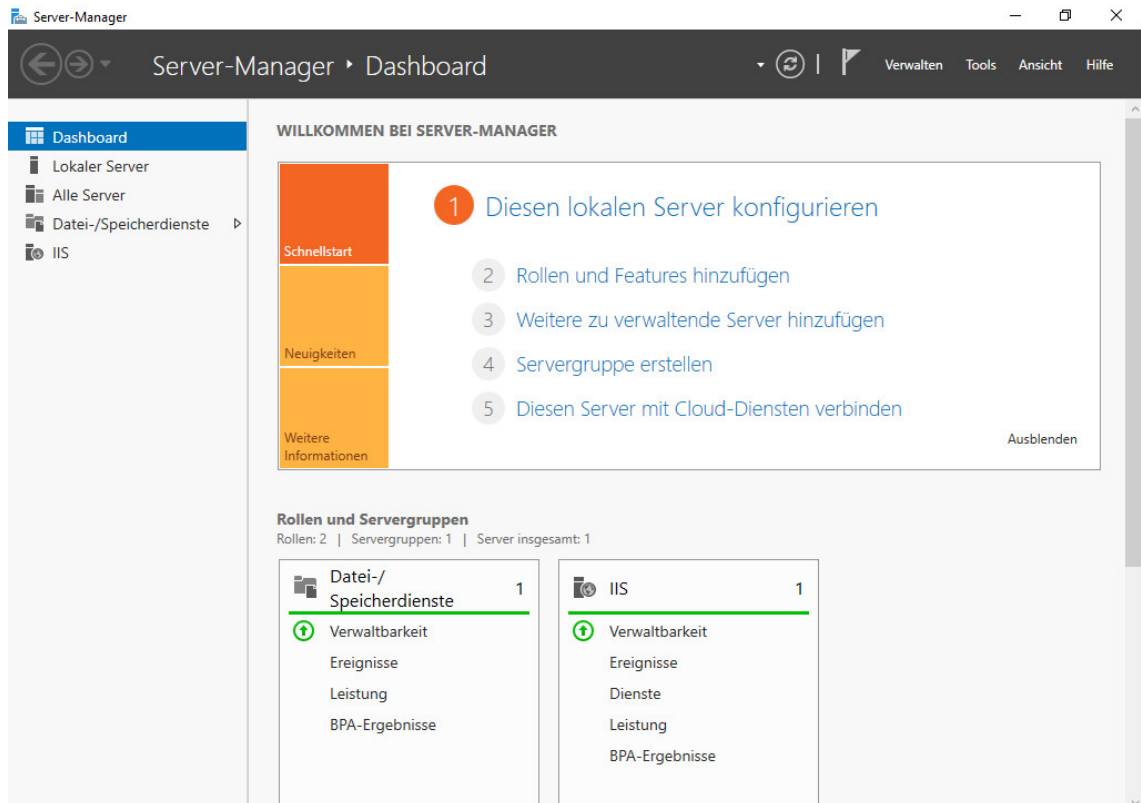 Server-Manager
Server-Manager • Dashboard
Verwalten Tools Ansicht Hilfe
Dashboard
Lokaler Server
Alle Server
Datei-/Speicherdienste
IIS
WILLKOMMEN BEI SERVER-MANAGER
Schnellstart
Neuigkeiten
Weitere
Informationen
1 Diesen lokalen Server konfigurieren
2 Rollen und Features hinzufügen
3 Weitere zu verwaltende Server hinzufügen
4 Servergruppe erstellen
5 Diesen Server mit Cloud-Diensten verbinden
Ausblenden
Rollen und Servergruppen
Rollen: 2 | Servergruppen: 1 | Server insgesamt: 1
Datei-/
Speicherdienste 1
Verwaltbarkeit
Ereignisse
Leistung
BPA-Ergebnisse
IIS 1
Verwaltbarkeit
Ereignisse
Dienste
Leistung
BPA-Ergebnisse